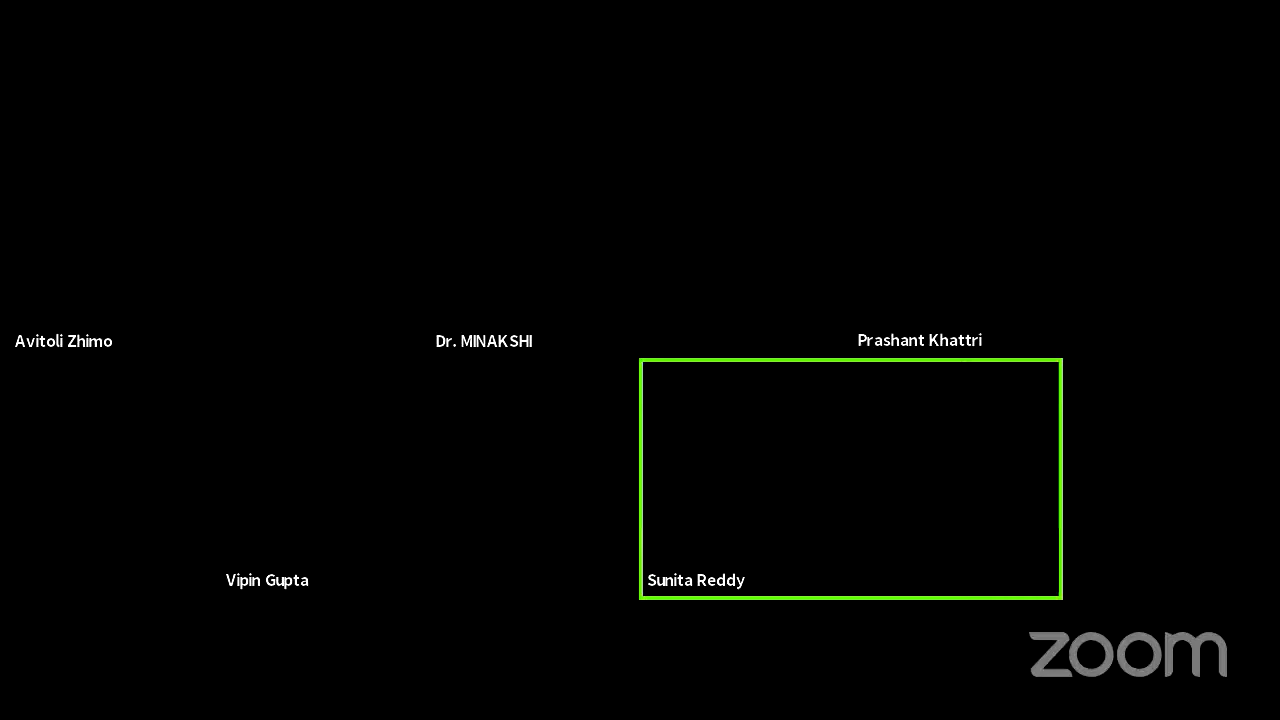 Avitoli Zhimo
Dr. MINAKSHI
Prashant Khattri
Vipin Gupta
Sunita Reddy
zoom